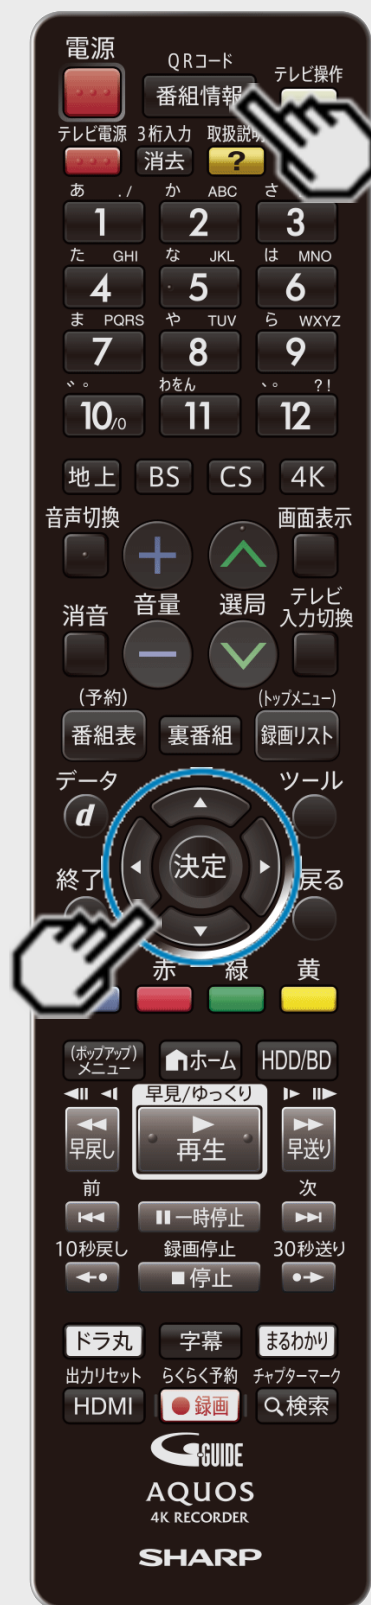 電源
QRコード
テレビ操作
番組情報
テレビ電源 3桁入力 取扱説明
消去 ?
あ ./ か ABC さ
1 2 3
た GHI な JKL は MNO
4 5 6
ま PQRS や TUV ら WXYZ
7 8 9
゛゜ わをん 、。 ?!
10/0 11 12
地上 BS CS 4K
音声切換 画面表示
+
消音 音量 選局 テレビ
入力切換
−
(予約) (トップメニュー)
番組表 裏番組 録画リスト
データ ツール
d
決定
終了 戻る
赤 緑 黄
(ポップアップ)
メニュー ホーム HDD/BD
早見/ゆっくり
早戻し 再生 早送り
前 次
一時停止
10秒戻し 録画停止 30秒送り
停止
ドラ丸 字幕 まるわかり
出力リセット らくらく予約 チャプターマーク
HDMI 録画 検索
G-GUIDE
AQUOS
4K RECORDER
SHARP